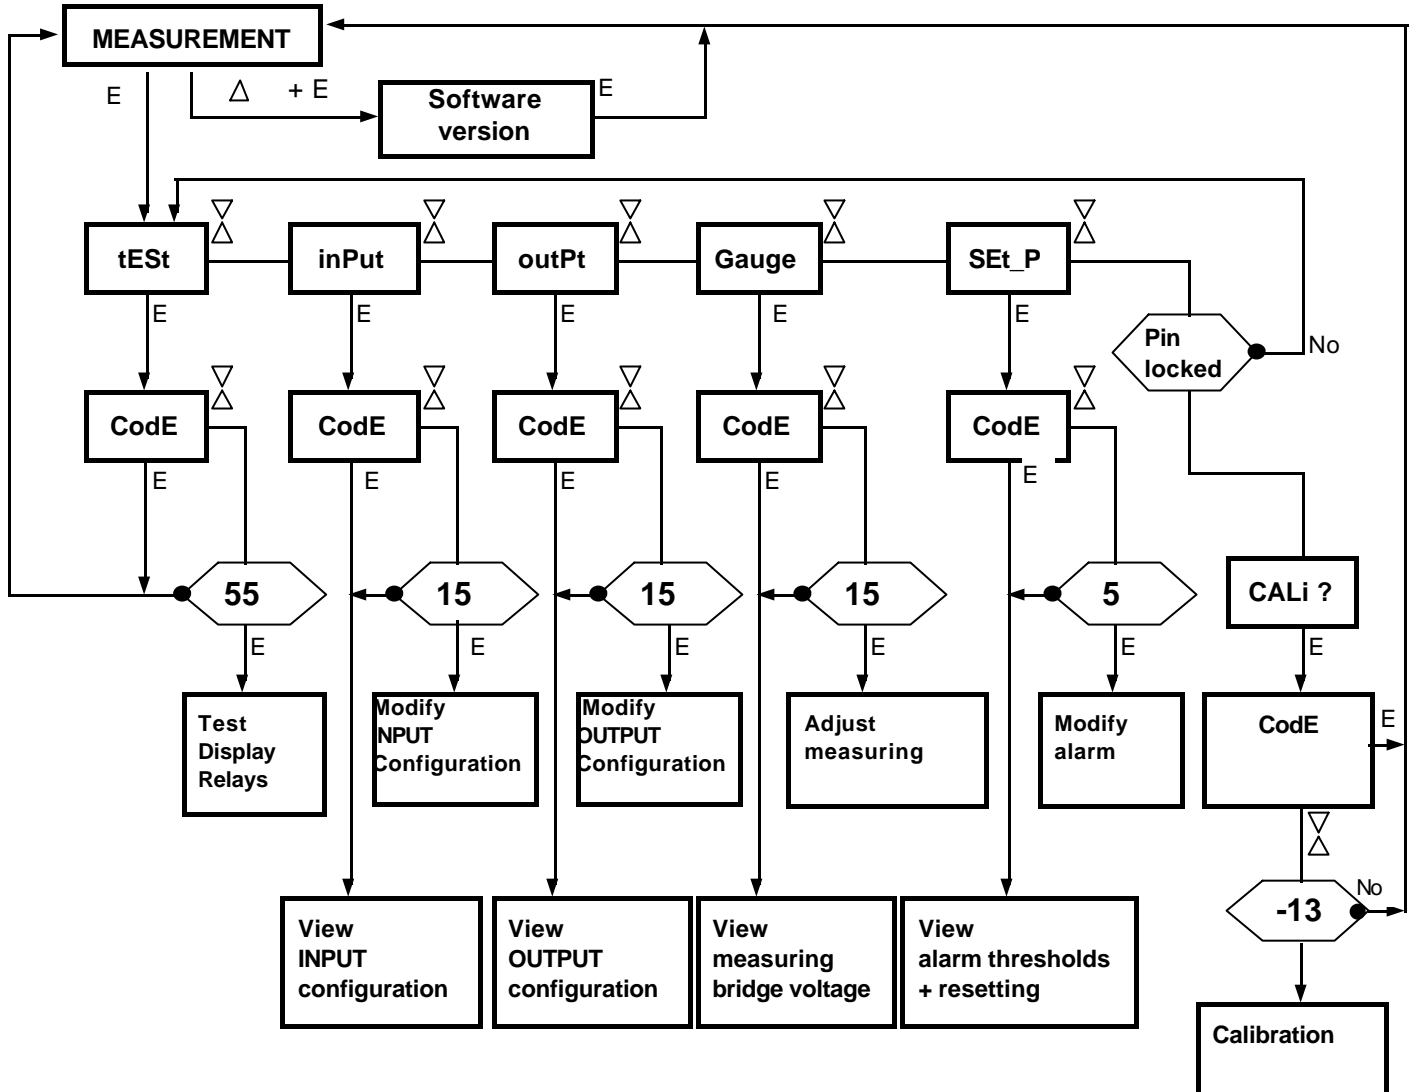 MEASUREMENT
E
Δ + E
Software
version
E
tESt
inPut
outPt
Gauge
SEt_P
E
E
E
E
E
Pin
locked
No
CodE
CodE
CodE
CodE
CodE
E
E
E
E
E
55
15
15
15
5
CALi ?
E
E
E
E
E
E
Test
Display
Relays
Modify
NPUT
Configuration
Modify
OUTPUT
Configuration
Adjust
measuring
Modify
alarm
CodE
E
View
INPUT
configuration
View
OUTPUT
configuration
View
measuring
bridge voltage
View
alarm thresholds
+ resetting
-13
No
Calibration